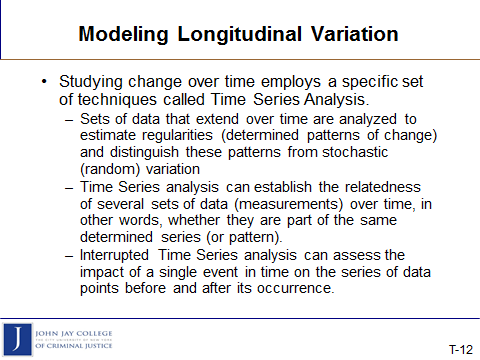 Modeling Longitudinal Variation
• Studying change over time employs a specific set
of techniques called Time Series Analysis.
– Sets of data that extend over time are analyzed to
estimate regularities (determined patterns of change)
and distinguish these patterns from stochastic
(random) variation
– Time Series analysis can establish the relatedness
of several sets of data (measurements) over time, in
other words, whether they are part of the same
determined series (or pattern).
– Interrupted Time Series analysis can assess the
impact of a single event in time on the series of data
points before and after its occurrence.
J
JOHN JAY COLLEGE
THE CITY UNIVERSITY OF NEW YORK
OF CRIMINAL JUSTICE
T-12